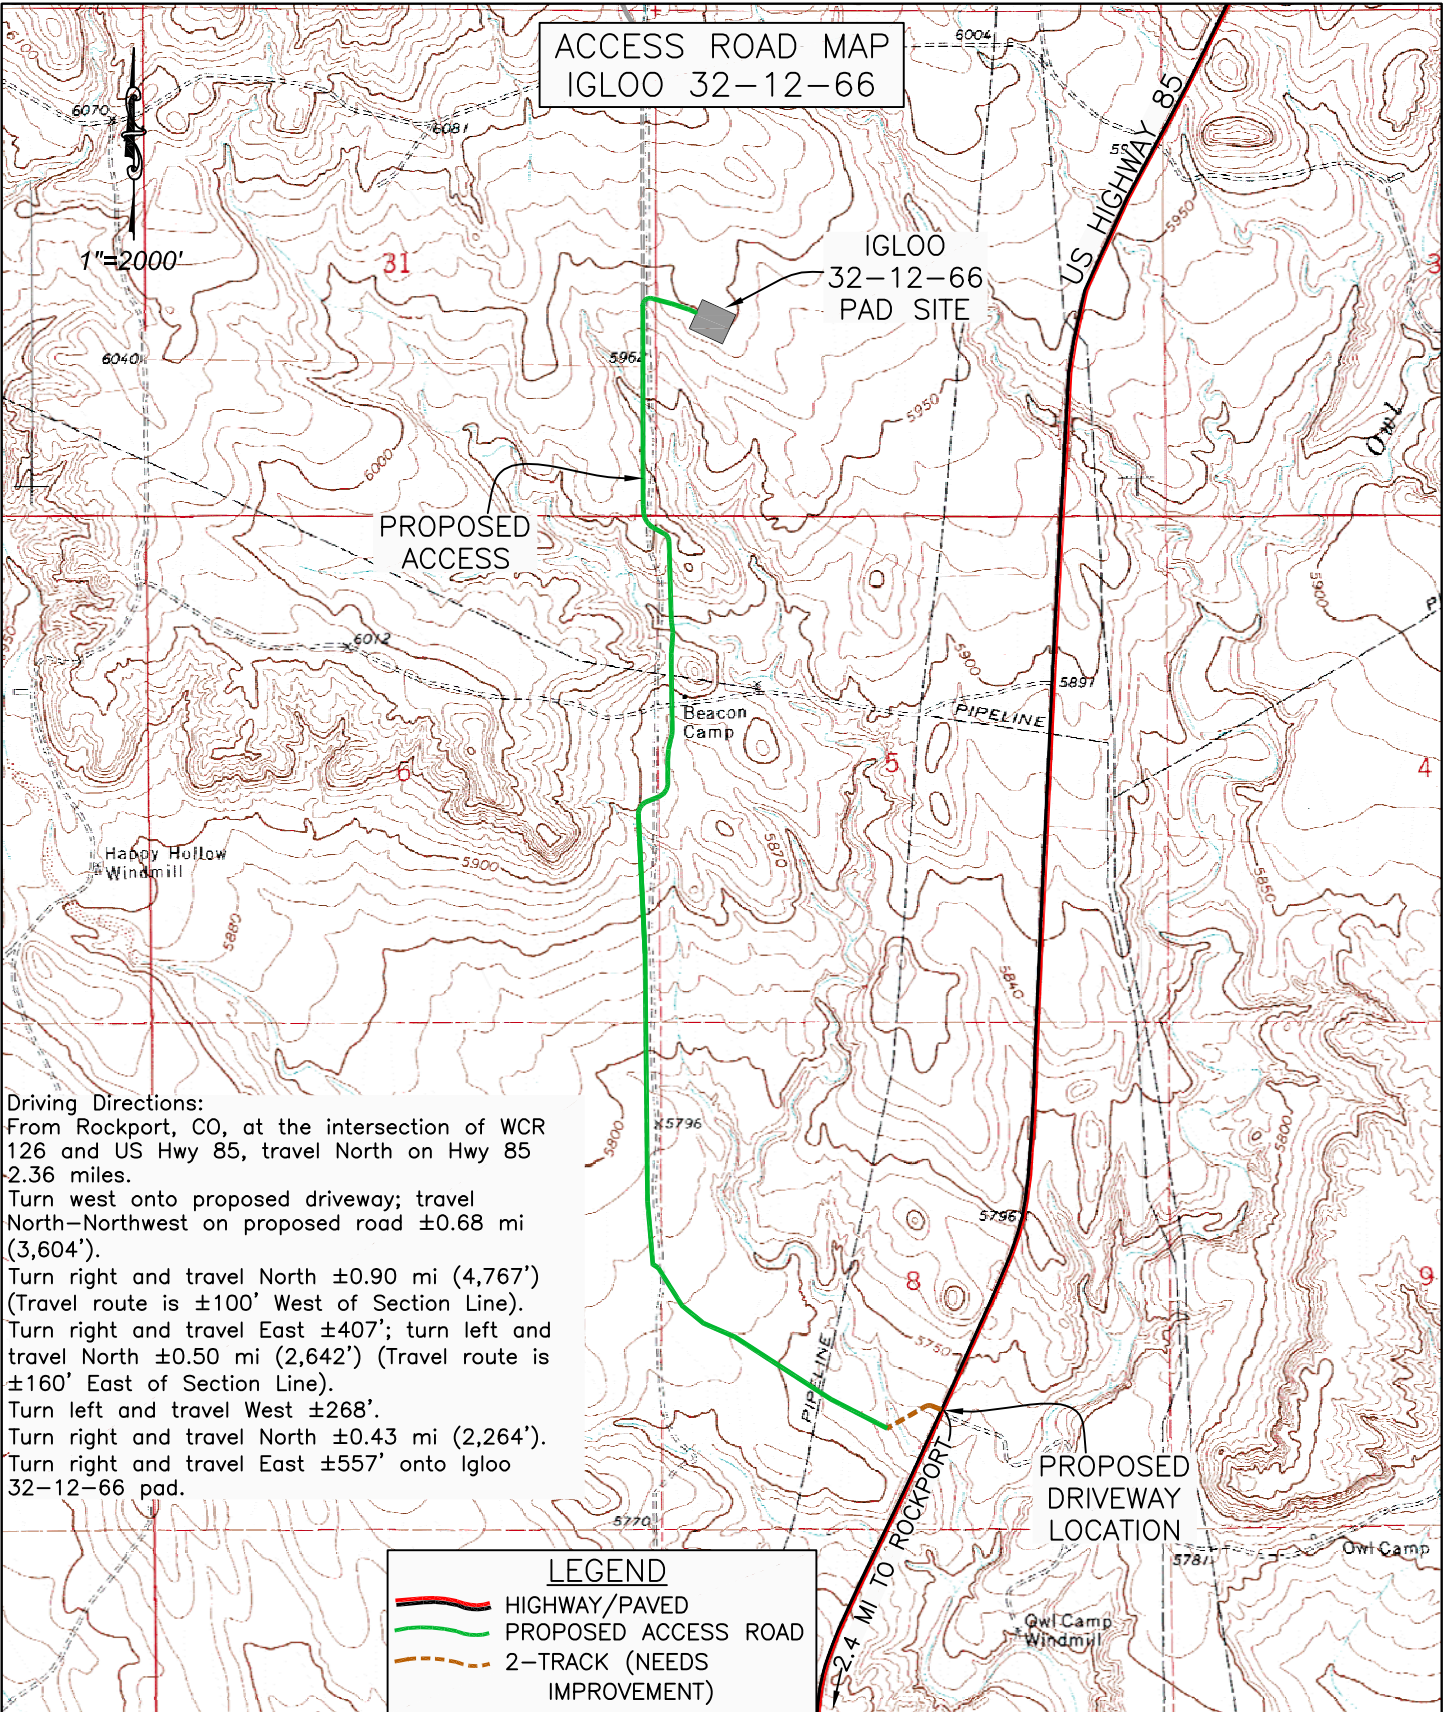 ACCESS ROAD MAP
IGLOO 32-12-66
6004
6100
6070
6081
85
US HIGHWAY
5950
1"=2000'
31
3
IGLOO
32-12-66
PAD SITE
6040
5950
Owl
6000
PROPOSED
ACCESS
5900
6012
5900
5897
PIPELINE
Beacon
Camp
6
5
4
Happy Hollow
Windmill
5900
5870
5850
5880
5840
Driving Directions:
From Rockport, CO, at the intersection of WCR
126 and US Hwy 85, travel North on Hwy 85
2.36 miles.
Turn west onto proposed driveway; travel
North-Northwest on proposed road ±0.68 mi
(3,604').
Turn right and travel North ±0.90 mi (4,767')
(Travel route is ±100' West of Section Line).
Turn right and travel East ±407'; turn left and
travel North ±0.50 mi (2,642') (Travel route is
±160' East of Section Line).
Turn left and travel West ±268'.
Turn right and travel North ±0.43 mi (2,264').
Turn right and travel East ±557' onto Igloo
32-12-66 pad.
5800
x5796
5800
5796
8
9
5750
PIPELINE
PROPOSED
DRIVEWAY
LOCATION
5770
5781
Owl Camp
2.4 MI TO ROCKPORT
Owl Camp
Windmill
LEGEND
HIGHWAY/PAVED
PROPOSED ACCESS ROAD
2-TRACK (NEEDS
IMPROVEMENT)